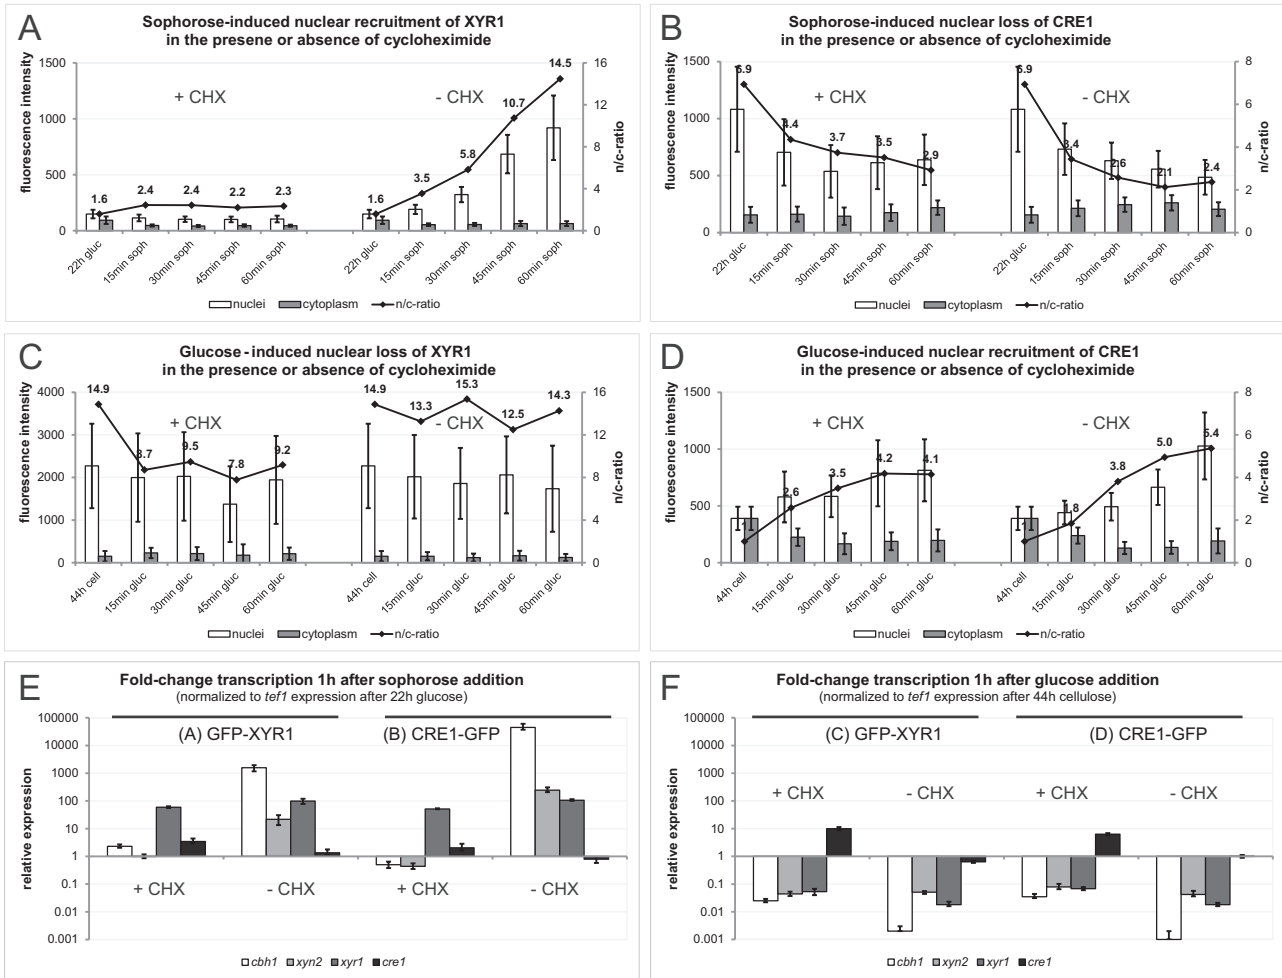 A
Sophorose-induced nuclear recruitment of XYR1
in the presene or absence of cycloheximide
fluorescence intensity
n/c-ratio
1500
1000
500
0
16
12
8
4
0
+ CHX
- CHX
1.6
2.4
2.4
2.2
2.3
1.6
3.5
5.8
10.7
14.5
22h gluc
15min soph
30min soph
45min soph
60min soph
22h gluc
15min soph
30min soph
45min soph
60min soph
nuclei
cytoplasm
n/c-ratio
B
Sophorose-induced nuclear loss of CRE1
in the presence or absence of cycloheximide
fluorescence intensity
n/c-ratio
1500
1000
500
0
8
6
4
2
0
+ CHX
- CHX
6.9
4.4
3.7
3.5
2.9
6.9
3.4
2.6
2.1
2.4
22h gluc
15min soph
30min soph
45min soph
60min soph
22h gluc
15min soph
30min soph
45min soph
60min soph
nuclei
cytoplasm
n/c-ratio
C
Glucose - induced nuclear loss of XYR1
in the presence or absence of cycloheximide
fluorescence intensity
n/c-ratio
4000
3000
2000
1000
0
16
12
8
4
0
+ CHX
- CHX
14.9
8.7
9.5
7.8
9.2
14.9
13.3
15.3
12.5
14.3
44h cell
15min gluc
30min gluc
45min gluc
60min gluc
44h cell
15min gluc
30min gluc
45min gluc
60min gluc
nuclei
cytoplasm
n/c-ratio
D
Glucose-induced nuclear recruitment of CRE1
in the presence or absence of cycloheximide
fluorescence intensity
n/c-ratio
1500
1000
500
0
8
6
4
2
0
+ CHX
- CHX
1
2.6
3.5
4.2
4.1
1
1.8
3.8
5.0
5.4
44h cell
15min gluc
30min gluc
45min gluc
60min gluc
44h cell
15min gluc
30min gluc
45min gluc
60min gluc
nuclei
cytoplasm
n/c-ratio
E
Fold-change transcription 1h after sophorose addition
(normalized to tef1 expression after 22h glucose)
relative expression
100000
10000
1000
100
10
1
0.1
0.01
0.001
(A) GFP-XYR1
(B) CRE1-GFP
+ CHX
- CHX
+ CHX
- CHX
cbh1
xyn2
xyr1
cre1
F
Fold-change transcription 1h after glucose addition
(normalized to tef1 expression after 44h cellulose)
relative expression
100000
10000
1000
100
10
1
0.1
0.01
0.001
(C) GFP-XYR1
(D) CRE1-GFP
+ CHX
- CHX
+ CHX
- CHX
cbh1
xyn2
xyr1
cre1